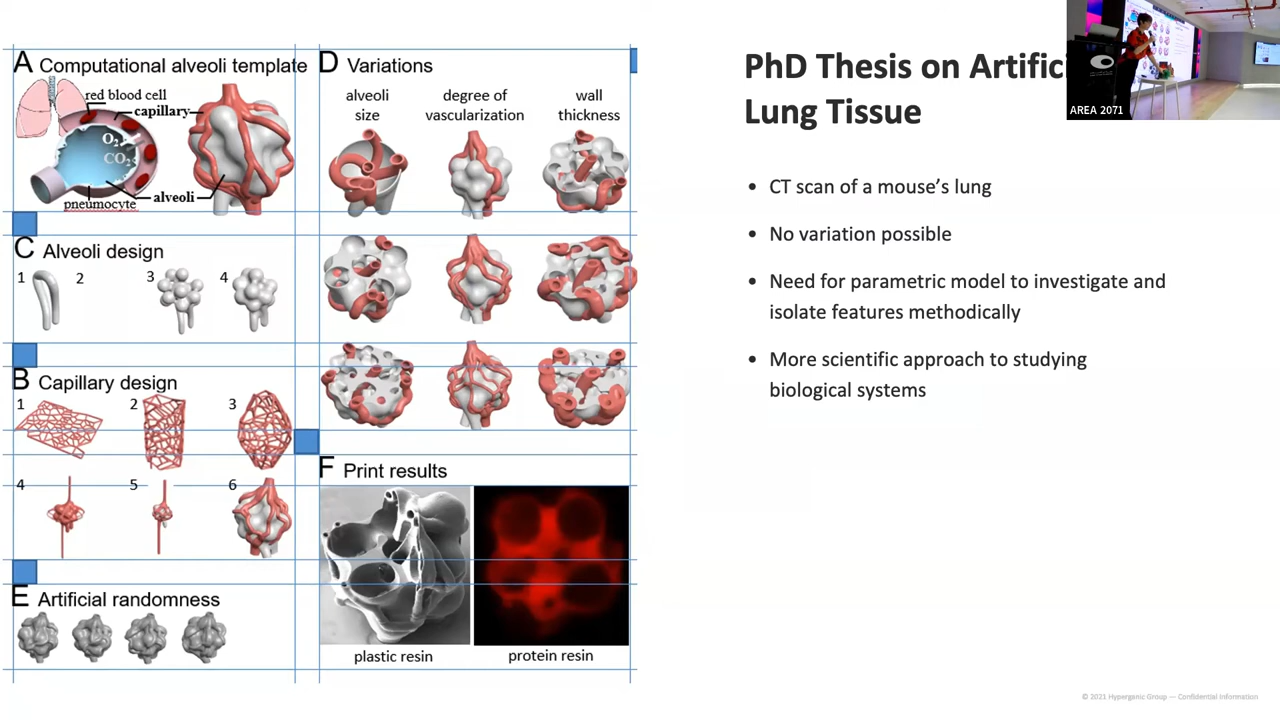 A Computational alveoli template
red blood cell
capillary
O2
CO2
alveoli
pneumocyte
D Variations
alveoli size
degree of vascularization
wall thickness
C Alveoli design
1 2 3 4
B Capillary design
1 2 3
4 5 6
E Artificial randomness
F Print results
plastic resin protein resin
PhD Thesis on Artifici
Lung Tissue
• CT scan of a mouse’s lung
• No variation possible
• Need for parametric model to investigate and
isolate features methodically
• More scientific approach to studying
biological systems
AREA 2071
© 2021 Hyperganic Group — Confidential Information